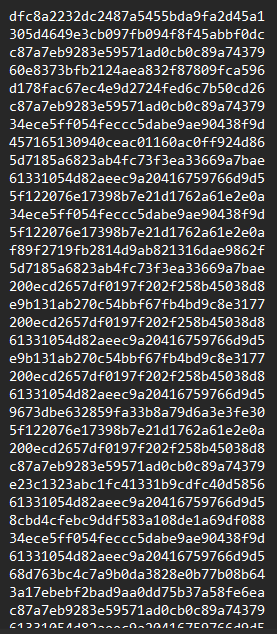 dfc8a2232dc2487a5455bda9fa2d45a1
305d4649e3cb097fb094f8f45abbf0dc
c87a7eb9283e59571ad0cb0c89a74379
60e8373bfb2124aea832f87809fca596
d178fac67ec4e9d2724fed6c7b50cd26
c87a7eb9283e59571ad0cb0c89a74379
34ece5ff054feccc5dabe9ae90438f9d
457165130940ceac01160ac0ff924d86
5d7185a6823ab4fc73f3ea33669a7bae
61331054d82aeec9a20416759766d9d5
5f122076e17398b7e21d1762a61e2e0a
34ece5ff054feccc5dabe9ae90438f9d
5f122076e17398b7e21d1762a61e2e0a
f89f2719fb2814d9ab821316dae9862f
5d7185a6823ab4fc73f3ea33669a7bae
200ecd2657df0197f202f258b45038d8
e9b131ab270c54bbf67fb4bd9c8e3177
200ecd2657df0197f202f258b45038d8
61331054d82aeec9a20416759766d9d5
e9b131ab270c54bbf67fb4bd9c8e3177
200ecd2657df0197f202f258b45038d8
61331054d82aeec9a20416759766d9d5
9673dbe632859fa33b8a79d6a3e3fe30
5f122076e17398b7e21d1762a61e2e0a
200ecd2657df0197f202f258b45038d8
c87a7eb9283e59571ad0cb0c89a74379
e23c1323abc1fc41331b9cdfc40d5856
61331054d82aeec9a20416759766d9d5
8cbd4cfebc9ddf583a108de1a69df088
34ece5ff054feccc5dabe9ae90438f9d
61331054d82aeec9a20416759766d9d5
68d763bc4c7a9b0da3828e0b77b08b64
3a17ebebf2bad9aa0dd75b37a58fe6ea
c87a7eb9283e59571ad0cb0c89a74379
61331054d82aeec9a20416759766d9d5